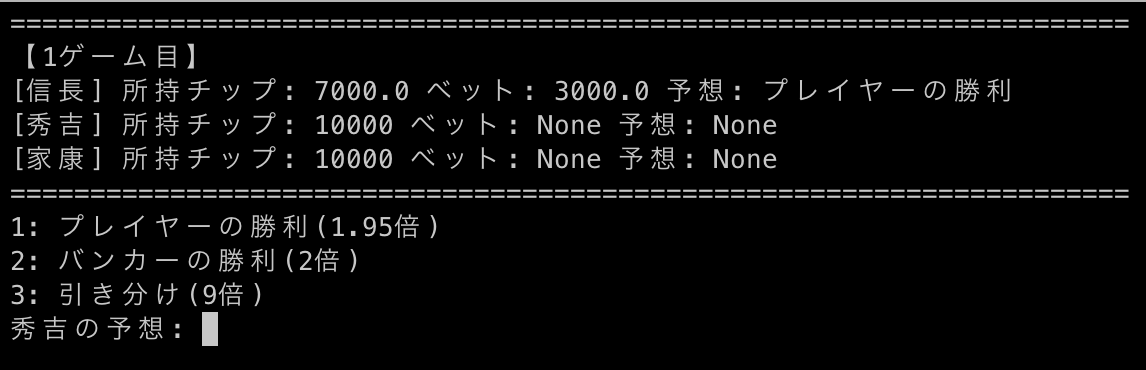 ======================================================================
【1ゲーム目】
[信長] 所持チップ: 7000.0 ベット: 3000.0 予想: プレイヤーの勝利
[秀吉] 所持チップ: 10000 ベット: None 予想: None
[家康] 所持チップ: 10000 ベット: None 予想: None
======================================================================
1: プレイヤーの勝利(1.95倍)
2: バンカーの勝利(2倍)
3: 引き分け(9倍)
秀吉の予想: